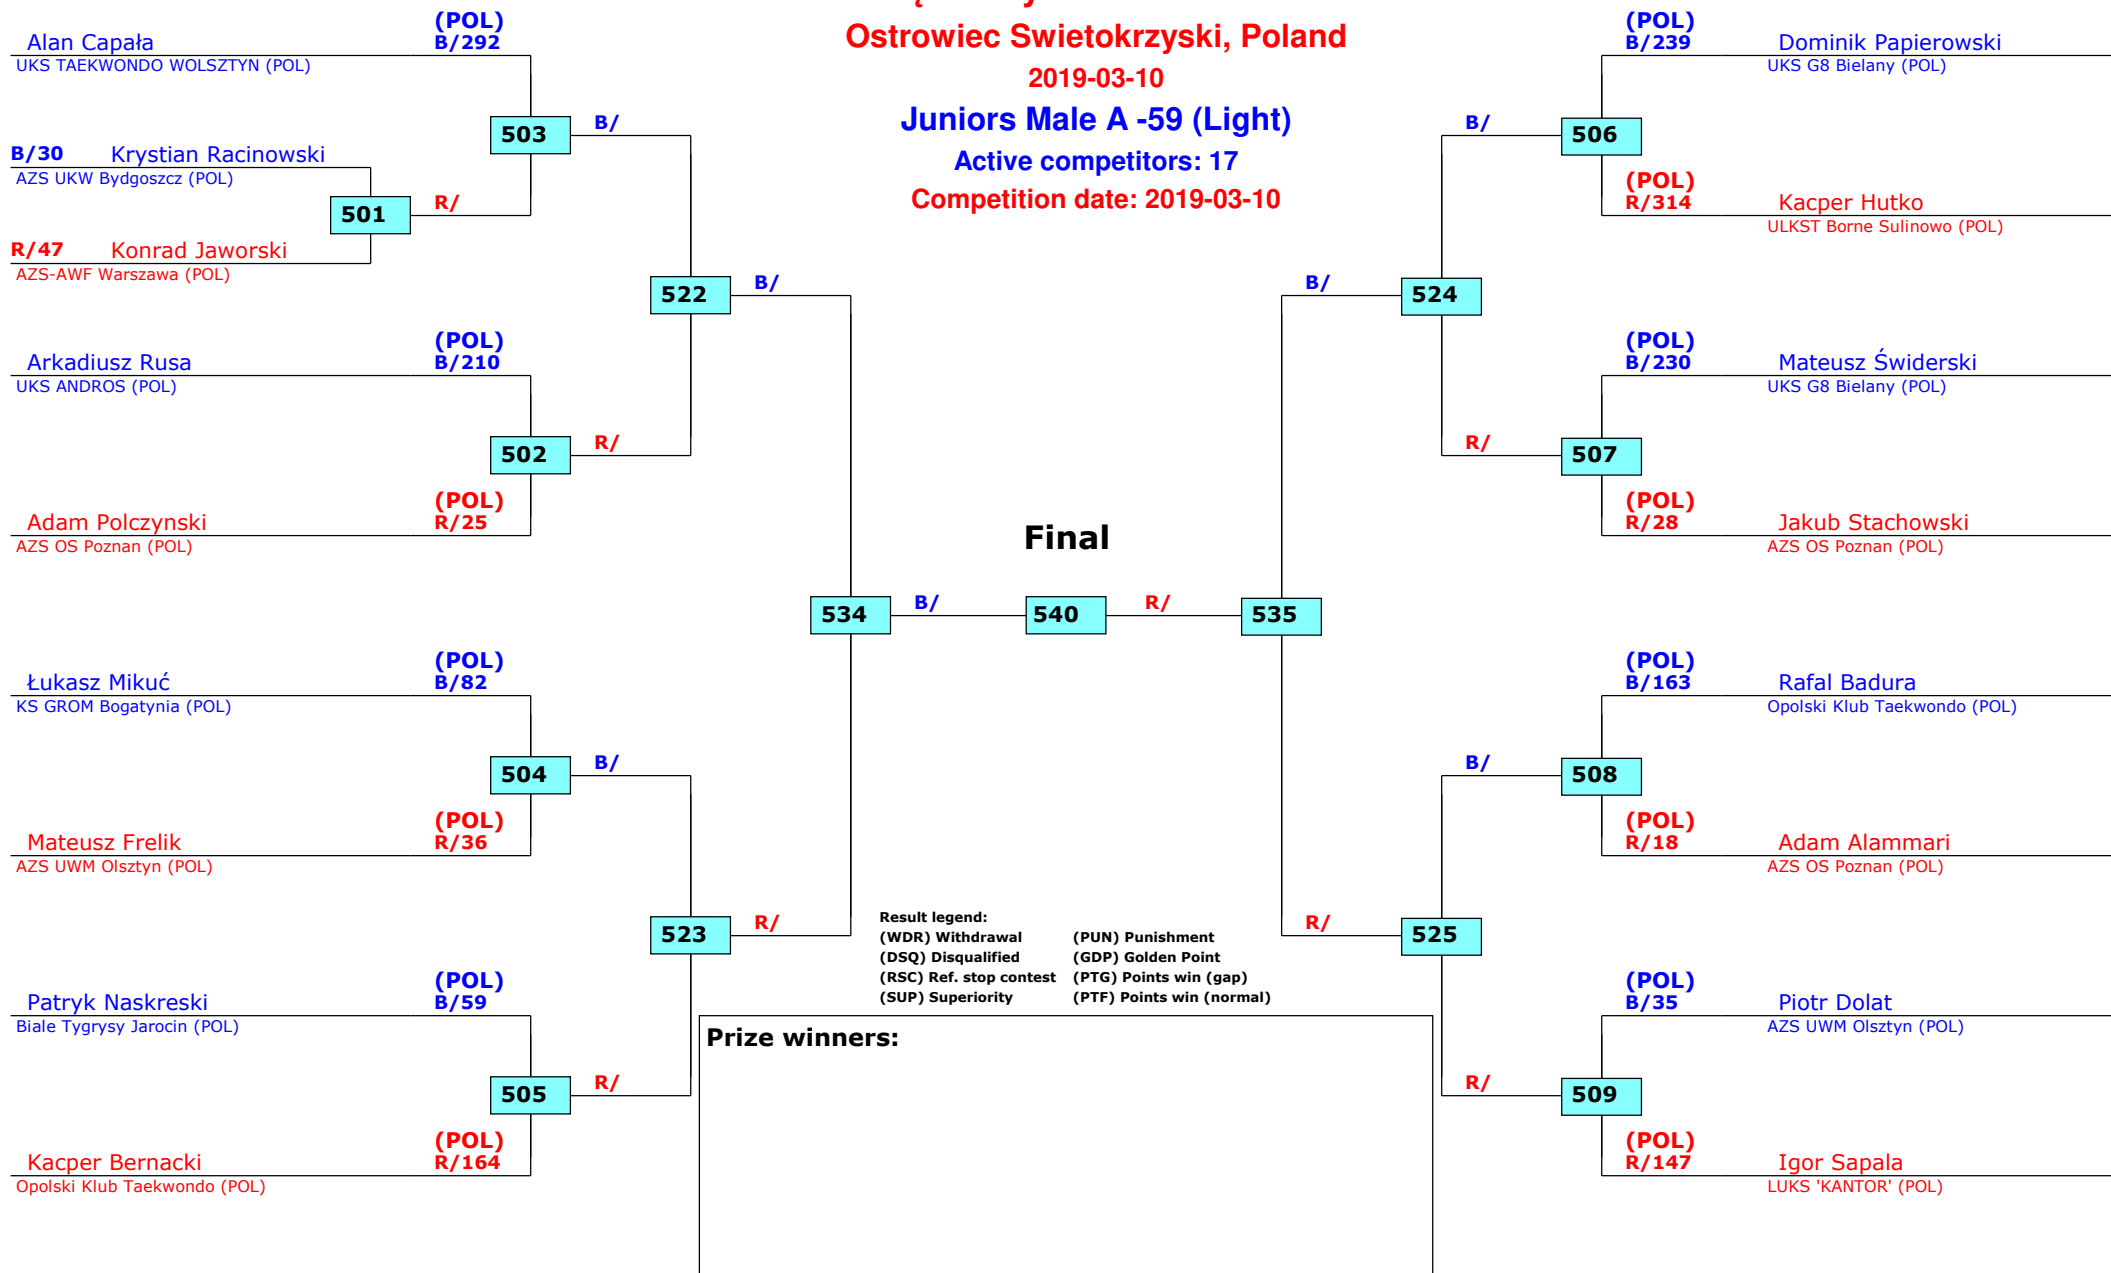 Ostrowiec Swietokrzyski, Poland
2019-03-10
Juniors Male A -59 (Light)
Active competitors: 17
Competition date: 2019-03-10
(POL)
Alan Capała B/292
UKS TAEKWONDO WOLSZTYN (POL)
503 B/
B/30 Krystian Racinowski
AZS UKW Bydgoszcz (POL)
501 R/
R/47 Konrad Jaworski
AZS-AWF Warszawa (POL)
522 B/
(POL)
Arkadiusz Rusa B/210
UKS ANDROS (POL)
502 R/
(POL)
Adam Polczynski R/25
AZS OS Poznan (POL)
Final
534 B/ 540 R/ 535
(POL)
Łukasz Mikuć B/82
KS GROM Bogatynia (POL)
504 B/
(POL)
Mateusz Frelik R/36
AZS UWM Olsztyn (POL)
523 R/
(POL)
Patryk Naskreski B/59
Biale Tygrysy Jarocin (POL)
505 R/
(POL)
Kacper Bernacki R/164
Opolski Klub Taekwondo (POL)
(POL)
B/239 Dominik Papierowski
UKS G8 Bielany (POL)
B/ 506
(POL)
R/314 Kacper Hutko
ULKST Borne Sulinowo (POL)
B/ 524
(POL)
B/230 Mateusz Świderski
UKS G8 Bielany (POL)
R/ 507
(POL)
R/28 Jakub Stachowski
AZS OS Poznan (POL)
(POL)
B/163 Rafal Badura
Opolski Klub Taekwondo (POL)
B/ 508
(POL)
R/18 Adam Alammari
AZS OS Poznan (POL)
R/ 525
(POL)
B/35 Piotr Dolat
AZS UWM Olsztyn (POL)
R/ 509
(POL)
R/147 Igor Sapala
LUKS 'KANTOR' (POL)
Result legend:
(WDR) Withdrawal (PUN) Punishment
(DSQ) Disqualified (GDP) Golden Point
(RSC) Ref. stop contest (PTG) Points win (gap)
(SUP) Superiority (PTF) Points win (normal)
Prize winners: